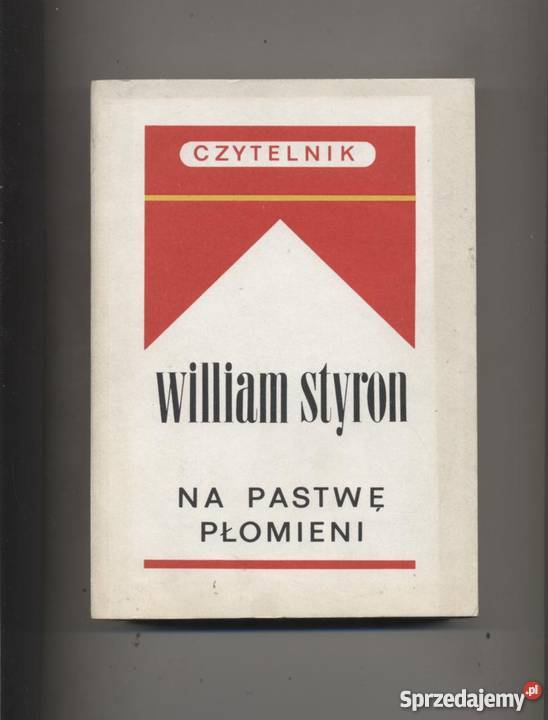 CZYTELNIK
william styron
NA PASTWĘ
PŁOMIENI
Sprzedajemy.pl